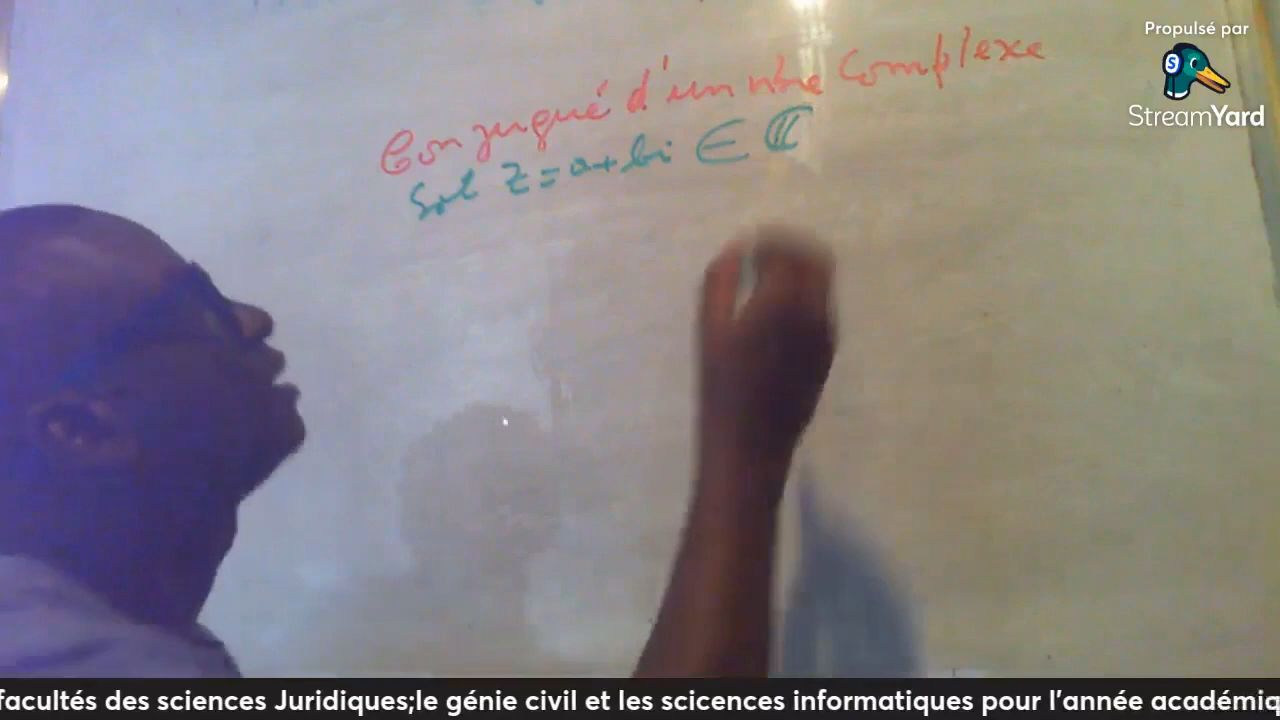 Propulsé par
StreamYard
Conjugué d'un nbre Complexe
Soit z = a + bi ∈ ℂ
facultés des sciences Juridiques;le génie civil et les scicences informatiques pour l'année académiq